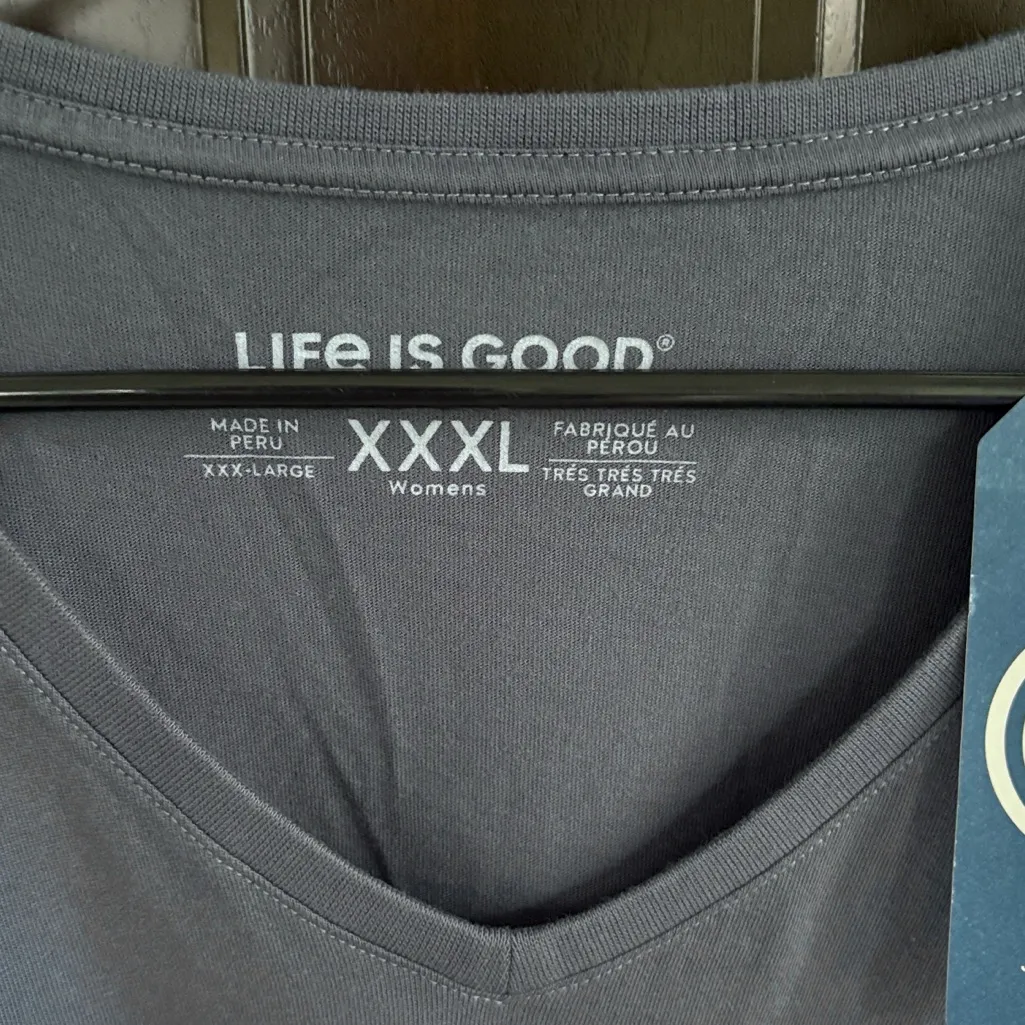 LIFe IS GOOD®
MADE IN
PERU
XXX-LARGE
XXXL
Womens
FABRIQUÉ AU
PÉROU
TRÉS TRÉS TRÉS
GRAND